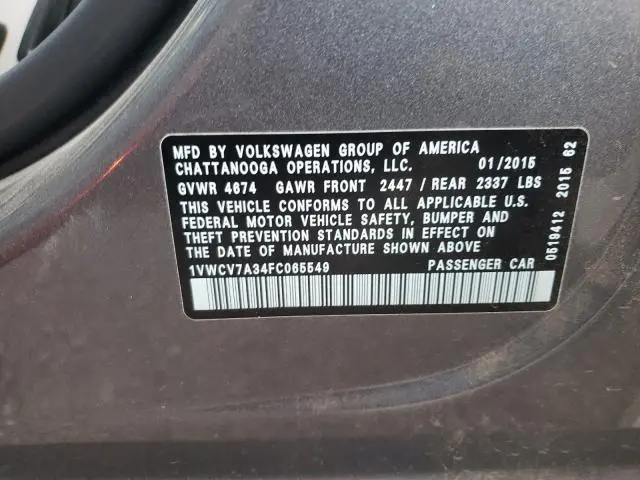 MFD BY VOLKSWAGEN GROUP OF AMERICA
CHATTANOOGA OPERATIONS, LLC. 01/2015
GVWR 4674 GAWR FRONT 2447 / REAR 2337 LBS
THIS VEHICLE CONFORMS TO ALL APPLICABLE U.S.
FEDERAL MOTOR VEHICLE SAFETY, BUMPER AND
THEFT PREVENTION STANDARDS IN EFFECT ON
THE DATE OF MANUFACTURE SHOWN ABOVE
1VWCV7A34FC065549 PASSENGER CAR
0519412 2015 62